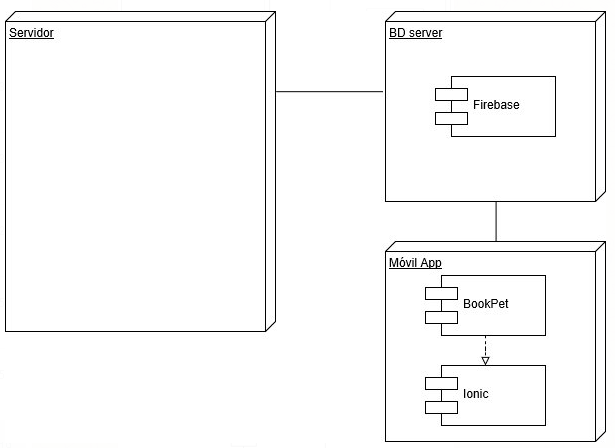 Servidor
BD server
Firebase
Móvil App
BookPet
Ionic